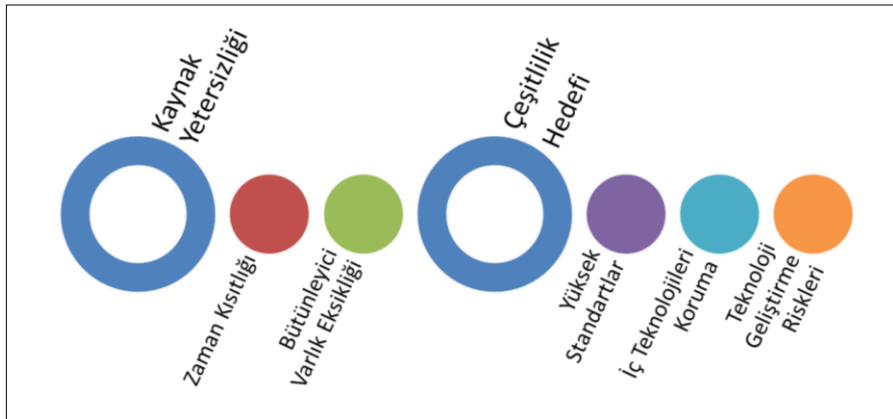 Kaynak
Yetersizliği
Zaman Kısıtlığı
Bütünleyici
Varlık Eksikliği
Çeşitlilik
Hedefi
Yüksek
Standartlar
İç Teknolojileri
Koruma
Teknoloji
Geliştirme
Riskleri